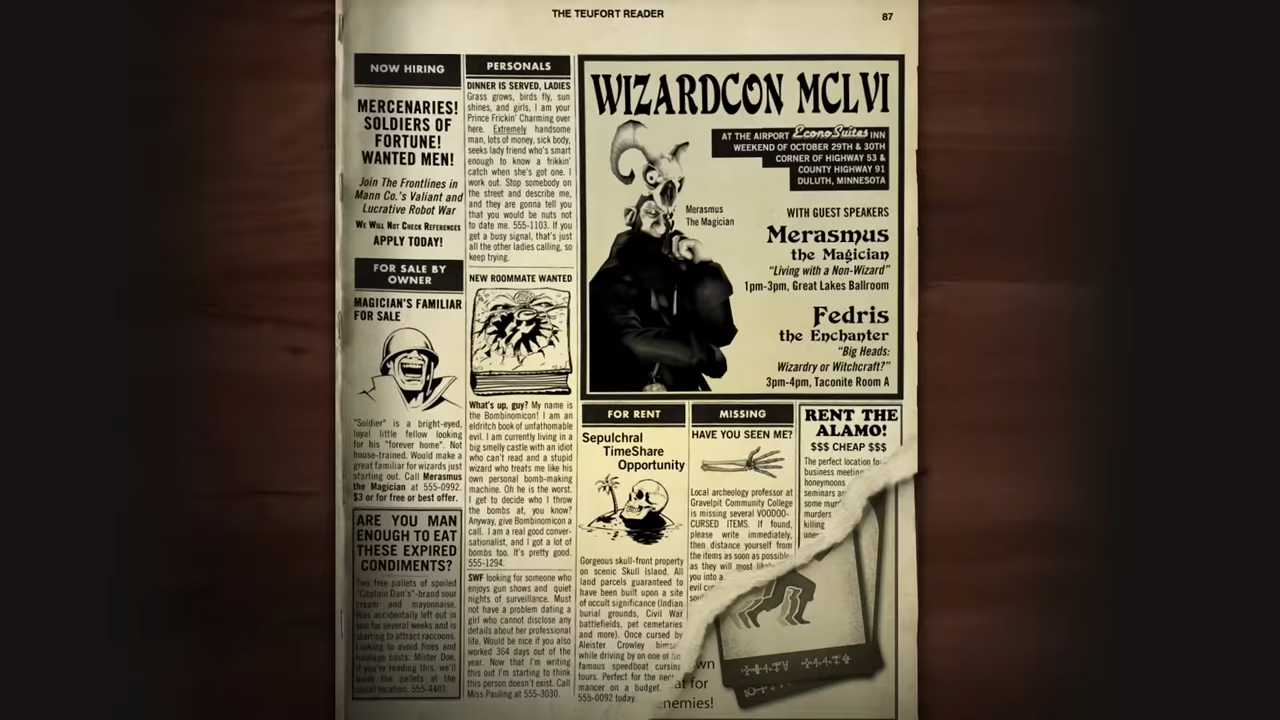 THE TEUFORT READER
87
NOW HIRING
MERCENARIES!
SOLDIERS OF
FORTUNE!
WANTED MEN!
Join The Frontlines in
Mann Co.'s Valiant and
Lucrative Robot War
WE WILL NOT CHECK REFERENCES
APPLY TODAY!
FOR SALE BY
OWNER
MAGICIAN'S FAMILIAR
FOR SALE
"Soldier" is a bright-eyed,
loyal little fellow looking
for his "forever home". Not
house-trained. Would make a
great familiar for wizards just
starting out. Call Merasmus
the Magician at 555-0992.
$3 or for free or best offer.
ARE YOU MAN
ENOUGH TO EAT
THESE EXPIRED
CONDIMENTS?
Two free pallets of spoiled
"Captain Dan's"-brand sour
cream and mayonnaise.
Was accidentally left out in
sun for several weeks and is
starting to attract raccoons.
Looking to avoid fines and
haulage costs. Mister Doe,
if you're reading this, we'll
leave the pallets at the
usual location. 555-4401.
PERSONALS
DINNER IS SERVED, LADIES
Grass grows, birds fly, sun
shines, and girls, I am your
Prince Frickin' Charming over
here. Extremely handsome
man, lots of money, sick body,
seeks lady friend who's smart
enough to know a frikkin'
catch when she's got one. I
work out. Stop somebody on
the street and describe me,
and they are gonna tell you
that you would be nuts not
to date me. 555-1103. If you
get a busy signal, that's just
all the other ladies calling, so
keep trying.
NEW ROOMMATE WANTED
What's up, guy? My name is
the Bombinomicon! I am an
eldritch book of unfathomable
evil. I am currently living in a
big smelly castle with an idiot
who can't read and a stupid
wizard who treats me like his
own personal bomb-making
machine. Oh he is the worst.
I get to decide who I throw
the bombs at, you know?
Anyway, give Bombinomicon a
call. I am a real good conver-
sationalist, and I got a lot of
bombs too. It's pretty good.
555-1294.
SWF looking for someone who
enjoys gun shows and quiet
nights of surveillance. Must
not have a problem dating a
girl who cannot disclose any
details about her professional
life. Would be nice if you also
worked 364 days out of the
year. Now that I'm writing
this out I'm starting to think
this person doesn't exist. Call
Miss Pauling at 555-3030.
WIZARDCON MCLVI
AT THE AIRPORT EconoSuites INN
WEEKEND OF OCTOBER 29TH & 30TH
CORNER OF HIGHWAY 53 &
COUNTY HIGHWAY 91
DULUTH, MINNESOTA
Merasmus
The Magician
WITH GUEST SPEAKERS
Merasmus
the Magician
"Living with a Non-Wizard"
1pm-3pm, Great Lakes Ballroom
Fedris
the Enchanter
"Big Heads:
Wizardry or Witchcraft?"
3pm-4pm, Taconite Room A
FOR RENT
Sepulchral
TimeShare
Opportunity
Gorgeous skull-front property
on scenic Skull Island. All
land parcels guaranteed to
have been built upon a site
of occult significance (Indian
burial grounds, Civil War
battlefields, pet cemetaries
and more). Once cursed by
Aleister Crowley
while driving by on one of
famous speedboat cursing
tours. Perfect for the
mancer on a budget.
555-0092 today.
MISSING
HAVE YOU SEEN ME?
Local archeology professor at
Gravelpit Community College
is missing several VOODOO-
CURSED ITEMS. If found,
please write immediately,
then distance yourself from
the items as soon as possible
as they will most
you into a
evil
RENT THE
ALAMO!
$$$ CHEAP $$$
The perfect location
business
honeymoons
seminars
some
murders
killing
wn
at for
nemies!